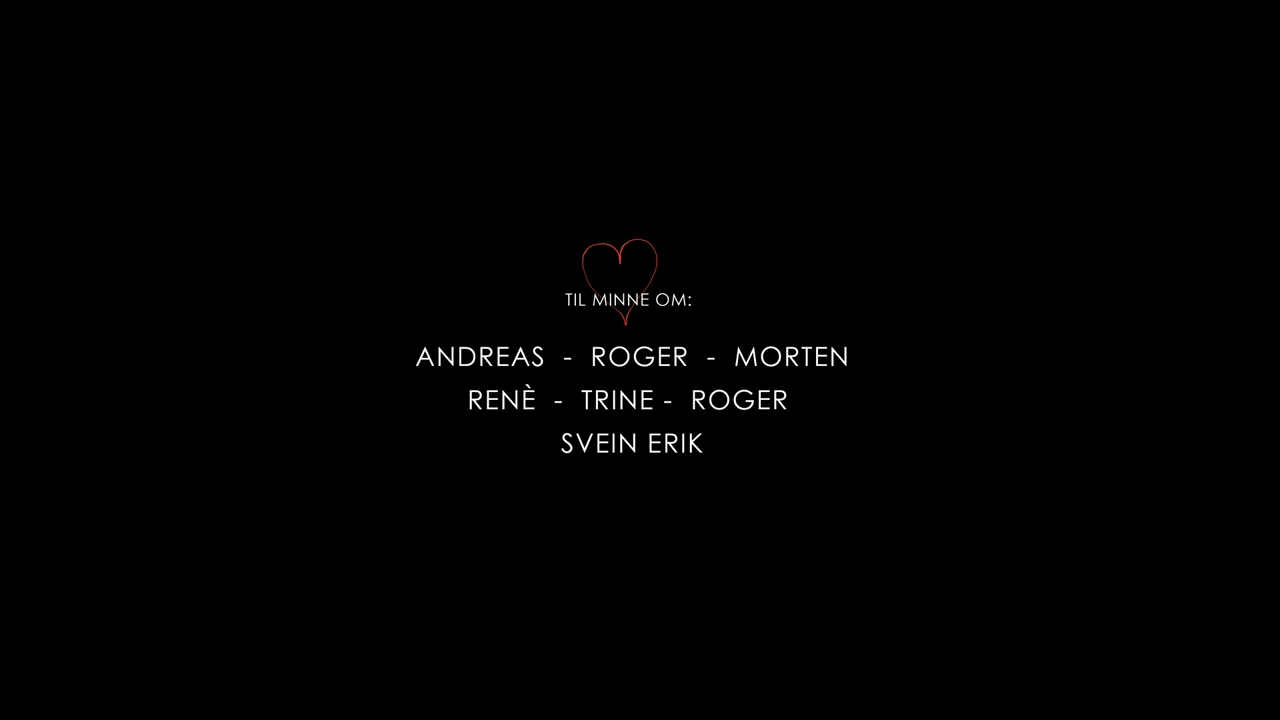 TIL MINNE OM:
ANDREAS - ROGER - MORTEN
RENÈ - TRINE - ROGER
SVEIN ERIK